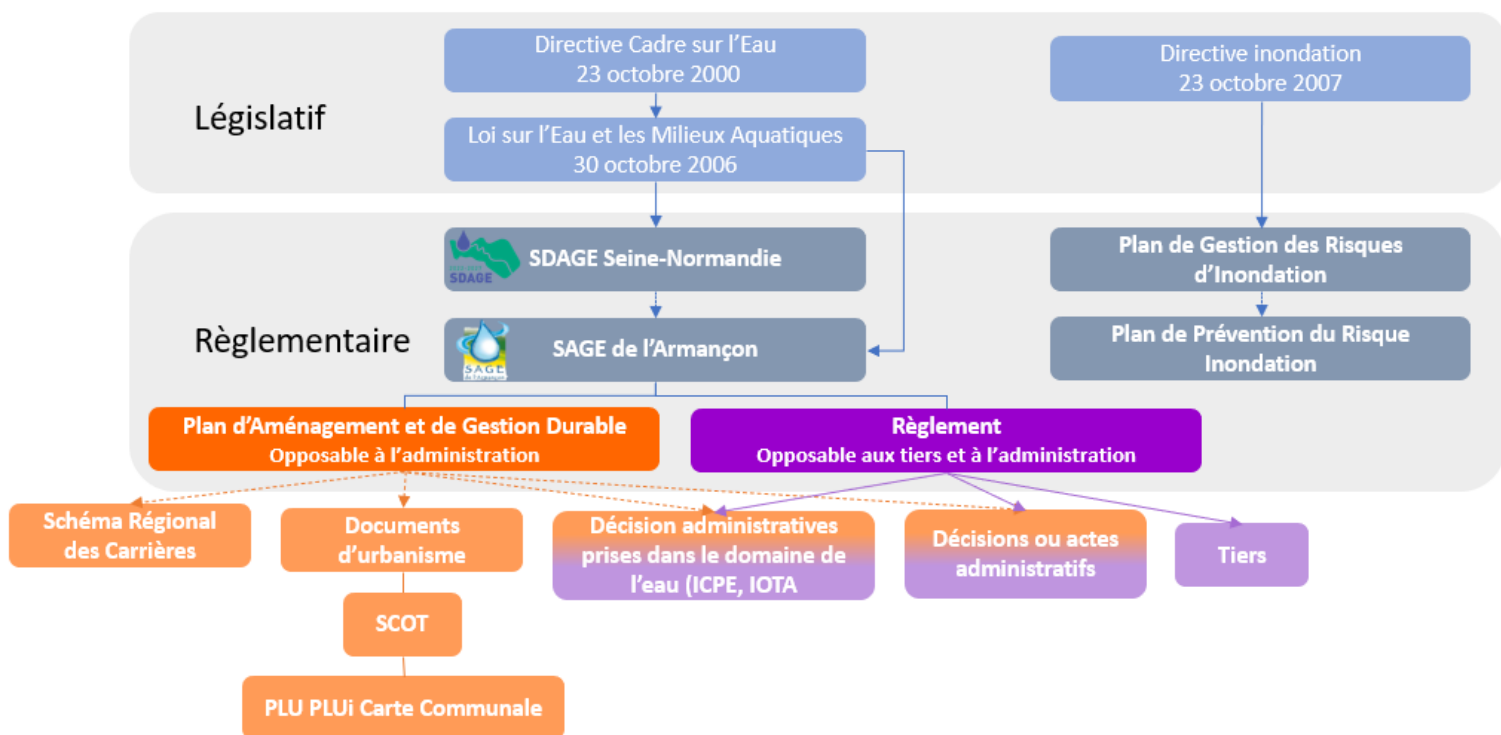 Directive Cadre sur l'Eau
23 octobre 2000
Directive inondation
23 octobre 2007
Législatif
Loi sur l'Eau et les Milieux Aquatiques
30 octobre 2006
SDAGE
SDAGE Seine-Normandie
Plan de Gestion des Risques
d'Inondation
Règlementaire
SAGE
de l'Armançon
SAGE de l'Armançon
Plan de Prévention du Risque
Inondation
Plan d'Aménagement et de Gestion Durable
Opposable à l'administration
Règlement
Opposable aux tiers et à l'administration
Schéma Régional
des Carrières
Documents
d'urbanisme
Décision administratives
prises dans le domaine de
l'eau (ICPE, IOTA
Décisions ou actes
administratifs
Tiers
SCOT
PLU PLUi Carte Communale